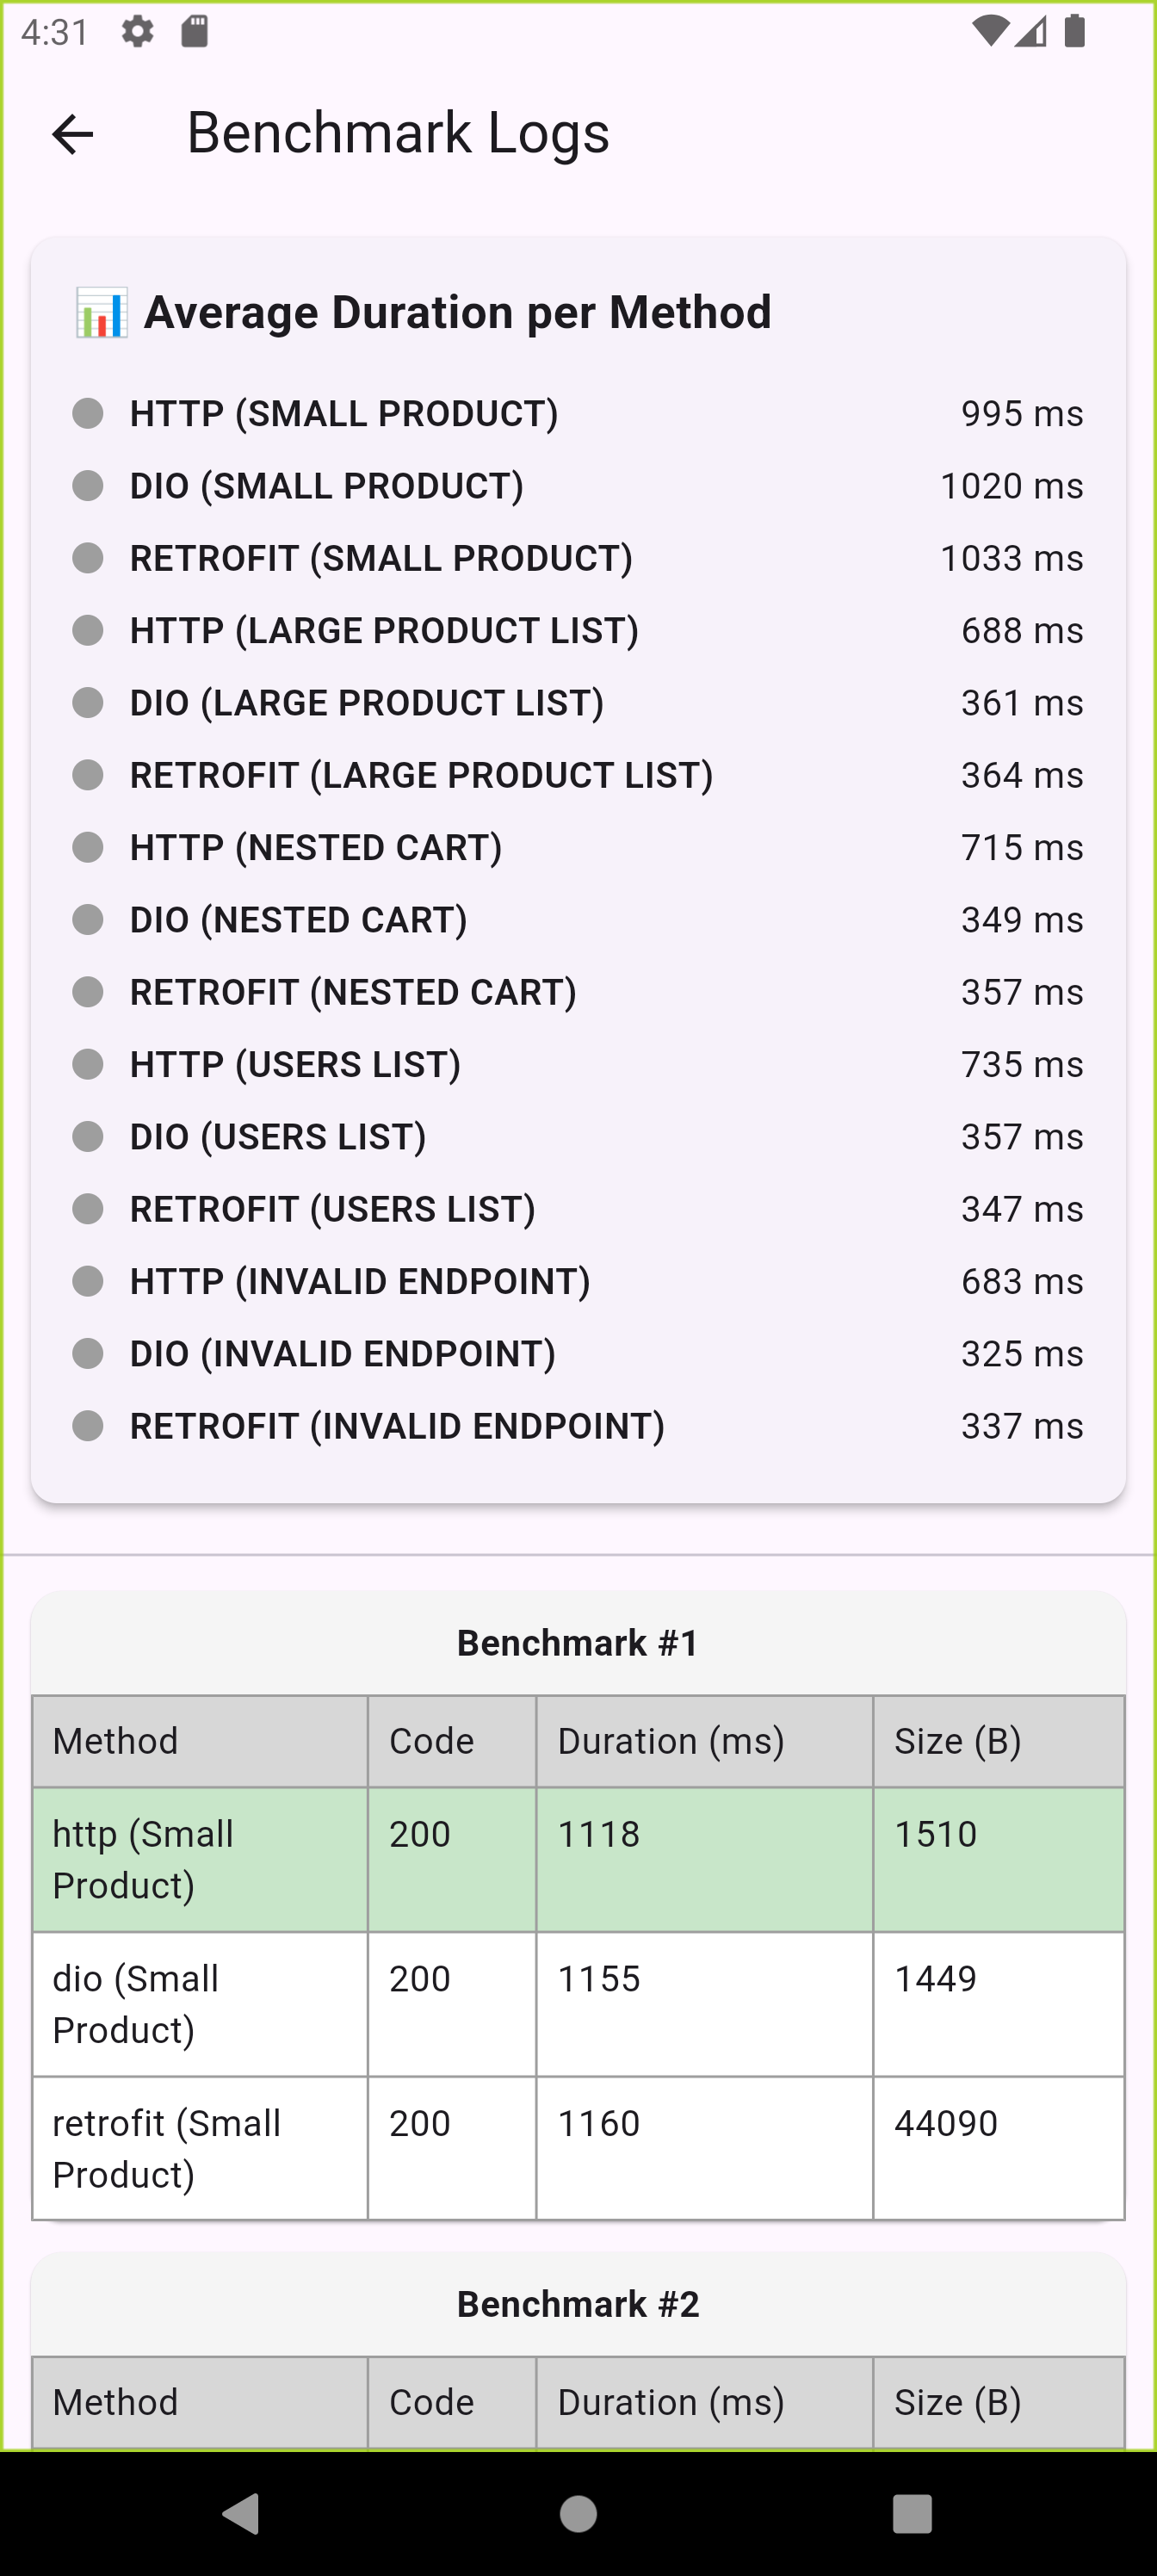 4:31
Benchmark Logs
Average Duration per Method
HTTP (SMALL PRODUCT) 995 ms
DIO (SMALL PRODUCT) 1020 ms
RETROFIT (SMALL PRODUCT) 1033 ms
HTTP (LARGE PRODUCT LIST) 688 ms
DIO (LARGE PRODUCT LIST) 361 ms
RETROFIT (LARGE PRODUCT LIST) 364 ms
HTTP (NESTED CART) 715 ms
DIO (NESTED CART) 349 ms
RETROFIT (NESTED CART) 357 ms
HTTP (USERS LIST) 735 ms
DIO (USERS LIST) 357 ms
RETROFIT (USERS LIST) 347 ms
HTTP (INVALID ENDPOINT) 683 ms
DIO (INVALID ENDPOINT) 325 ms
RETROFIT (INVALID ENDPOINT) 337 ms
Benchmark #1
Method Code Duration (ms) Size (B)
http (Small 200 1118 1510
Product)
dio (Small 200 1155 1449
Product)
retrofit (Small 200 1160 44090
Product)
Benchmark #2
Method Code Duration (ms) Size (B)